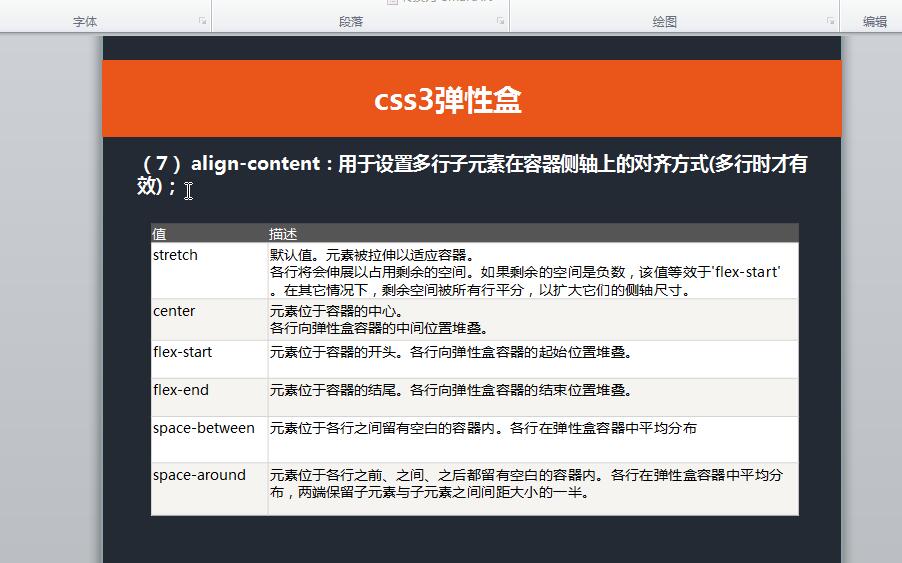 字体 段落 绘图 编辑
css3弹性盒
（7）align-content：用于设置多行子元素在容器侧轴上的对齐方式(多行时才有
效)；
值 描述
stretch 默认值。元素被拉伸以适应容器。
各行将会伸展以占用剩余的空间。如果剩余的空间是负数，该值等效于'flex-start'
。在其它情况下，剩余空间被所有行平分，以扩大它们的侧轴尺寸。
center 元素位于容器的中心。
各行向弹性盒容器的中间位置堆叠。
flex-start 元素位于容器的开头。各行向弹性盒容器的起始位置堆叠。
flex-end 元素位于容器的结尾。各行向弹性盒容器的结束位置堆叠。
space-between 元素位于各行之间留有空白的容器内。各行在弹性盒容器中平均分布
space-around 元素位于各行之前、之间、之后都留有空白的容器内。各行在弹性盒容器中平均分
布，两端保留子元素与子元素之间间距大小的一半。